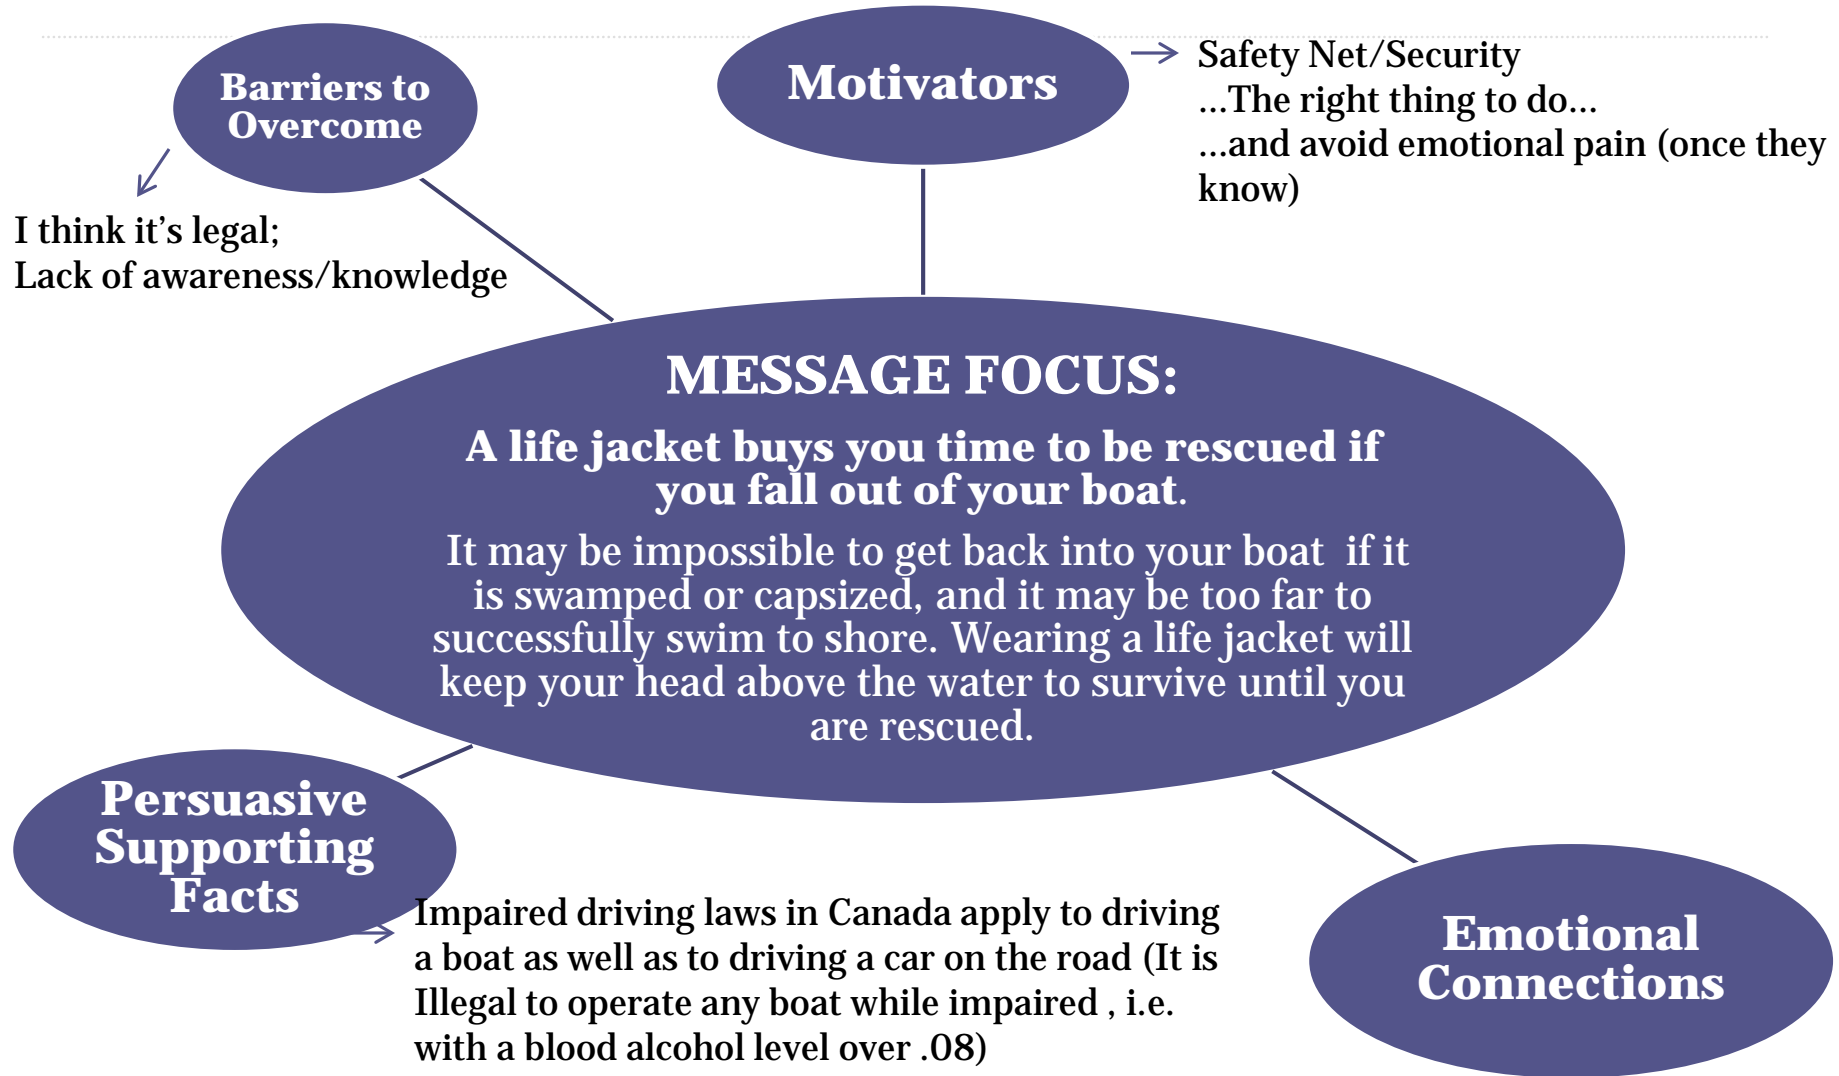 Barriers to
Overcome
Motivators
Safety Net/Security
...The right thing to do...
...and avoid emotional pain (once they
know)
I think it's legal;
Lack of awareness/knowledge
MESSAGE FOCUS:
A life jacket buys you time to be rescued if
you fall out of your boat.
It may be impossible to get back into your boat  if it
is swamped or capsized, and it may be too far to
successfully swim to shore. Wearing a life jacket will
keep your head above the water to survive until you
are rescued.
Persuasive
Supporting
Facts
Impaired driving laws in Canada apply to driving
a boat as well as to driving a car on the road (It is
Illegal to operate any boat while impaired , i.e.
with a blood alcohol level over .08)
Emotional
Connections